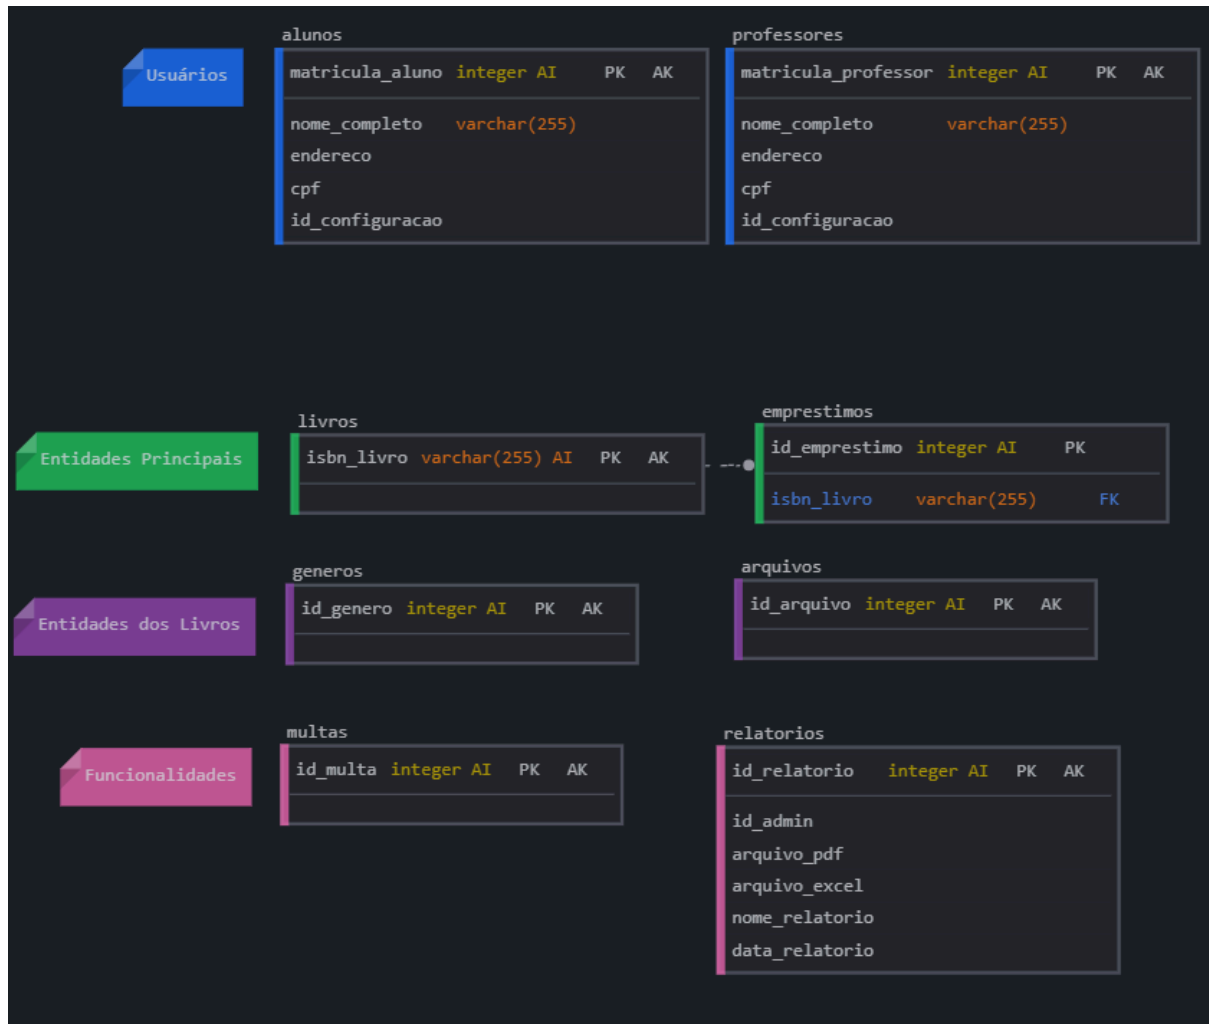 Usuários
alunos
matricula_aluno integer AI PK AK
nome_completo varchar(255)
endereco
cpf
id_configuracao
professores
matricula_professor integer AI PK AK
nome_completo varchar(255)
endereco
cpf
id_configuracao
Entidades Principais
livros
isbn_livro varchar(255) AI PK AK
emprestimos
id_emprestimo integer AI PK
isbn_livro varchar(255) FK
Entidades dos Livros
generos
id_genero integer AI PK AK
arquivos
id_arquivo integer AI PK AK
Funcionalidades
multas
id_multa integer AI PK AK
relatorios
id_relatorio integer AI PK AK
id_admin
arquivo_pdf
arquivo_excel
nome_relatorio
data_relatorio